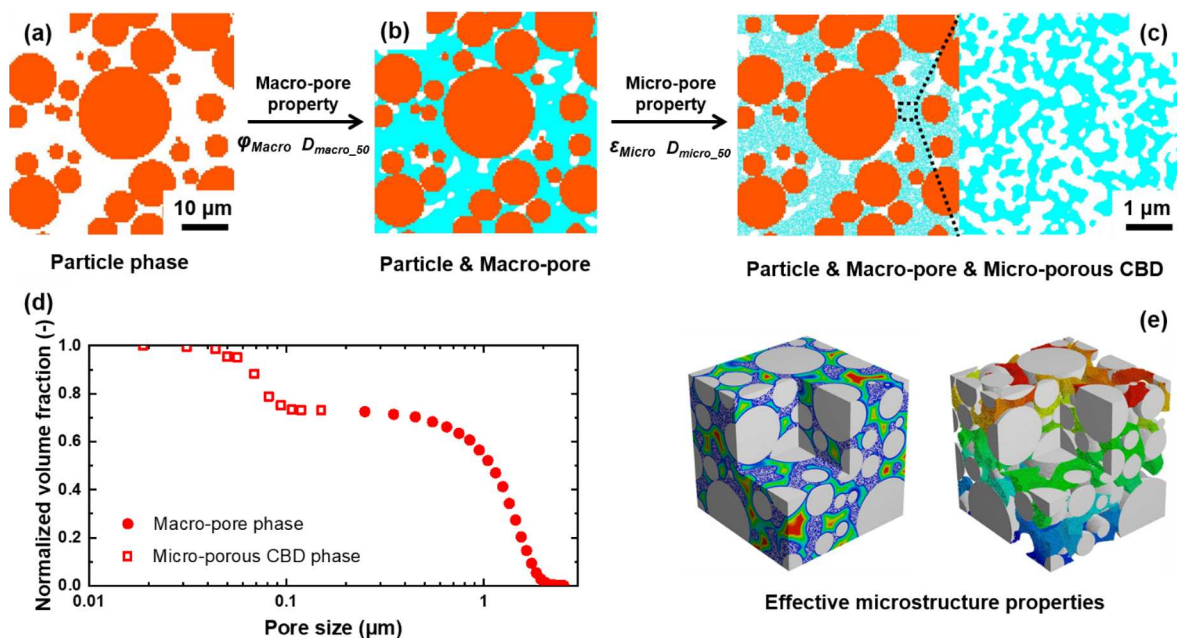 (a)
10 μm
Particle phase
Macro-pore
property
φMacro Dmacro_50
(b)
Particle & Macro-pore
Micro-pore
property
εMicro Dmicro_50
(c)
1 μm
Particle & Macro-pore & Micro-porous CBD
(d)
Normalized volume fraction (-)
1.0
0.8
0.6
0.4
0.2
0.0
0.01
0.1
1
Macro-pore phase
Micro-porous CBD phase
Pore size (μm)
(e)
Effective microstructure properties